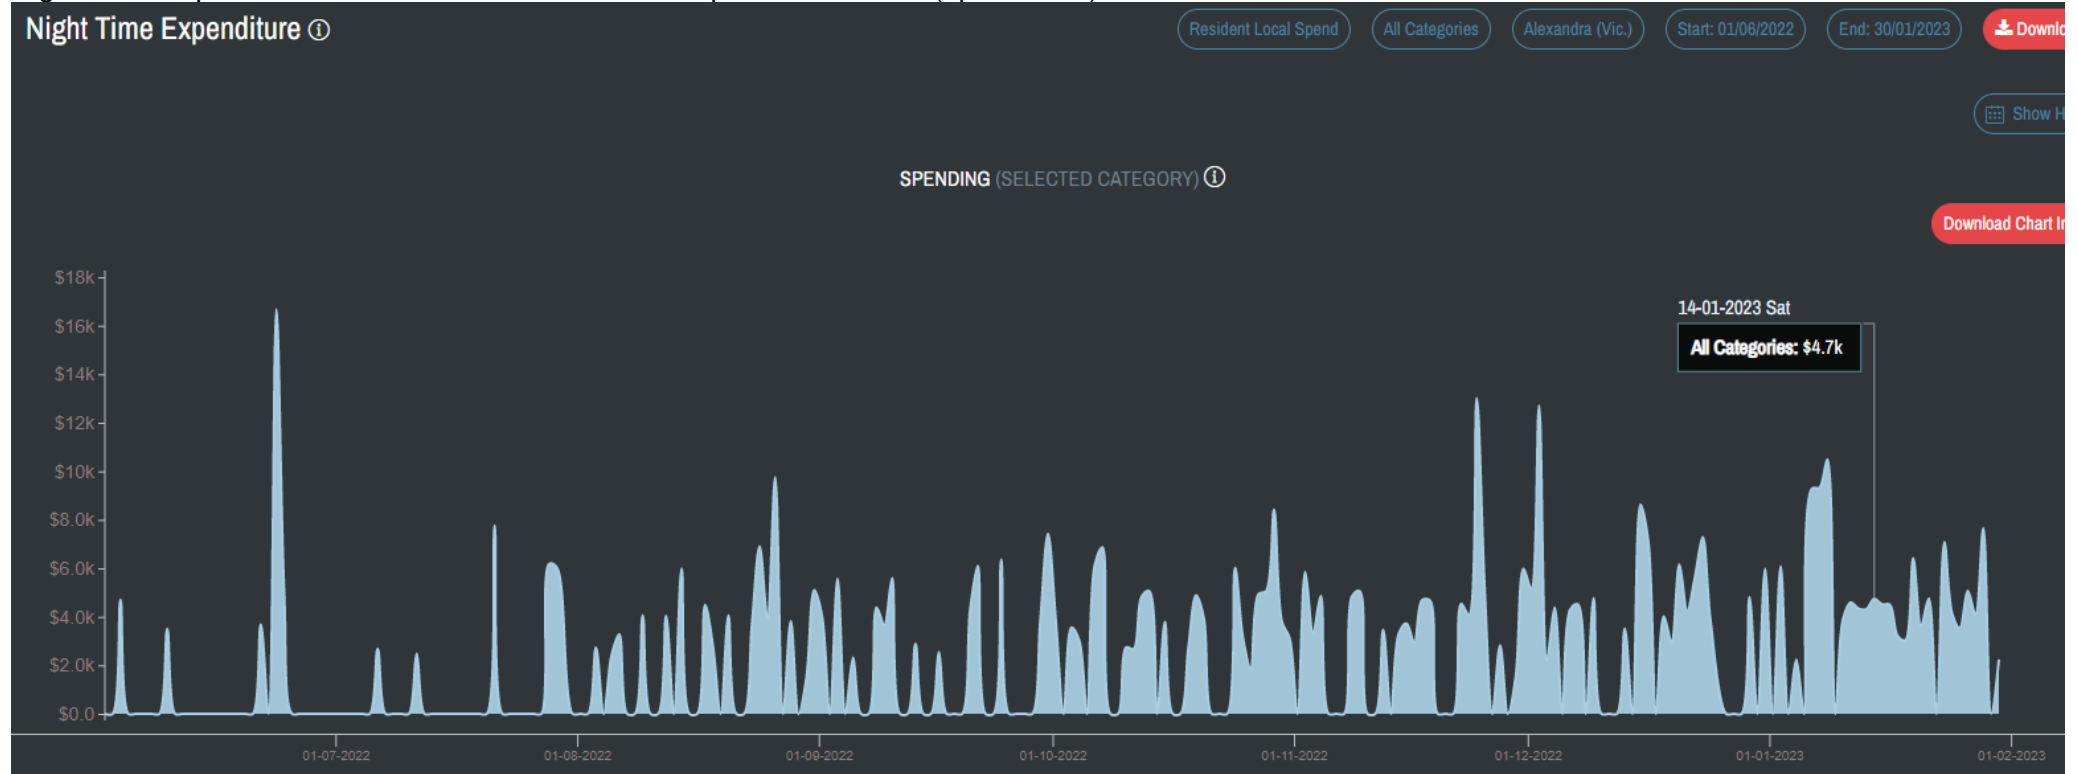 Night Time Expenditure
Resident Local Spend
All Categories
Alexandra (Vic.)
Start: 01/06/2022
End: 30/01/2023
Show
SPENDING (SELECTED CATEGORY)
Download Chart
$18k
$16k
$14k
$12k
$10k
$8.0k
$6.0k
$4.0k
$2.0k
$0.0
14-01-2023 Sat
All Categories: $4.7k
01-07-2022
01-08-2022
01-09-2022
01-10-2022
01-11-2022
01-12-2022
01-01-2023
01-02-2023